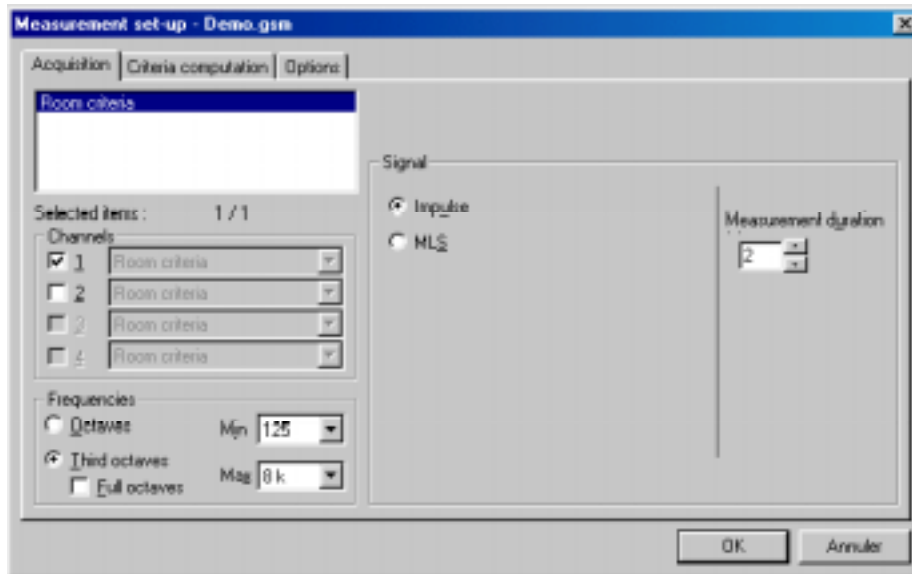 Measurement set-up - Demo.gsm
Acquisition
Criteria computation
Options
Room criteria
Selected items : 1 / 1
Channels
1 Room criteria
2 Room criteria
3 Room criteria
4 Room criteria
Frequencies
Octaves
Third octaves
Full octaves
Min 125
Max 8 k
Signal
Impulse
MLS
Measurement duration
2
OK
Annuler